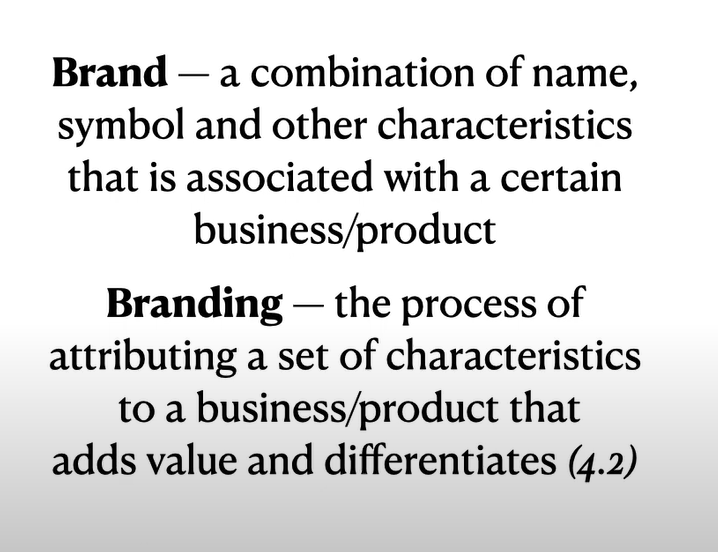 Brand — a combination of name,
symbol and other characteristics
that is associated with a certain
business/product
Branding — the process of
attributing a set of characteristics
to a business/product that
adds value and differentiates (4.2)